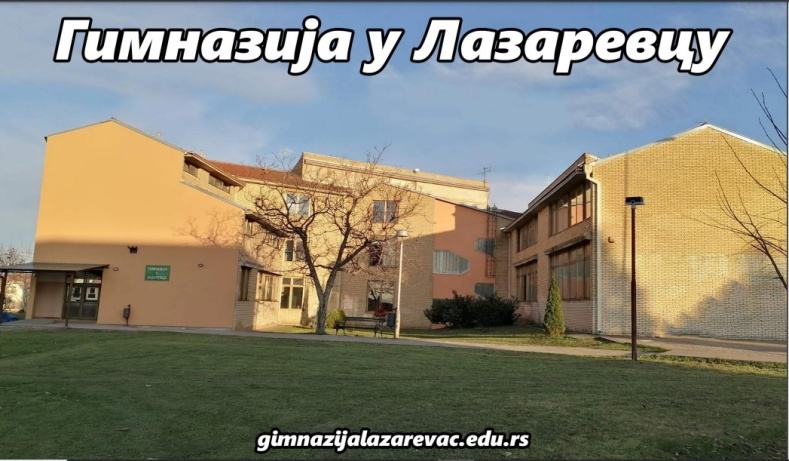 Гимназија у Лазаревцу
gimnazijalazarevac.edu.rs